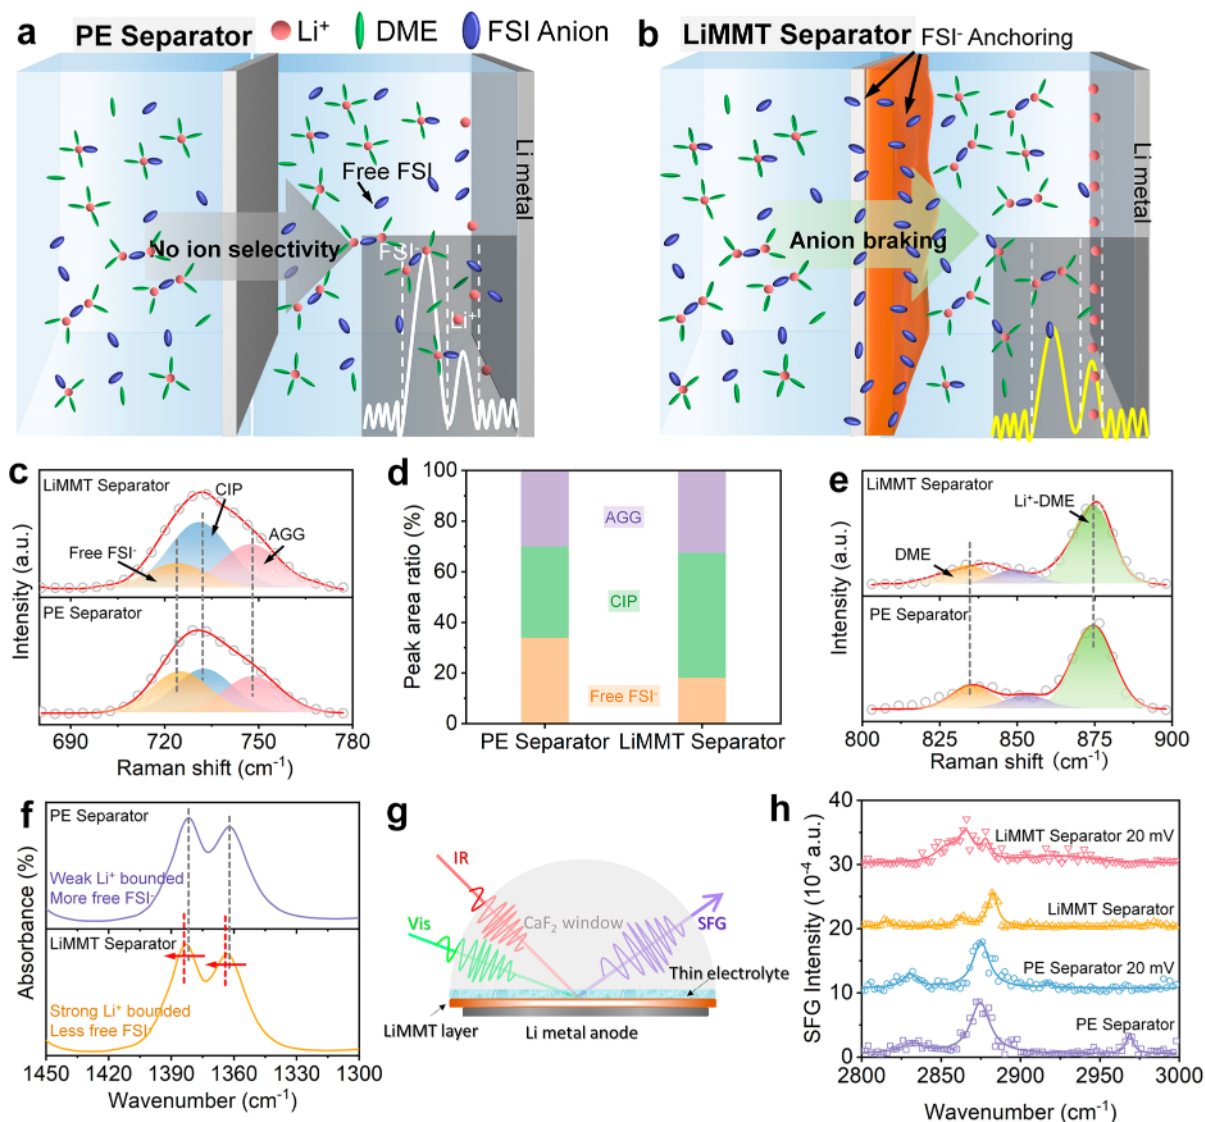 a
PE Separator
Li⁺
DME
FSI Anion
Free FSI
No ion selectivity
FSI⁻
Li⁺
Li metal
b
LiMMT Separator
FSI⁻ Anchoring
Anion braking
Li metal
c
LiMMT Separator
CIP
Free FSI⁻
AGG
PE Separator
Intensity (a.u.)
690 720 750 780
Raman shift (cm⁻¹)
d
Peak area ratio (%)
100
80
60
40
20
0
AGG
CIP
Free FSI⁻
PE Separator LiMMT Separator
e
LiMMT Separator
Li⁺-DME
DME
PE Separator
Intensity (a.u.)
800 825 850 875 900
Raman shift (cm⁻¹)
f
PE Separator
Weak Li⁺ bounded
More free FSI⁻
LiMMT Separator
Strong Li⁺ bounded
Less free FSI⁻
Absorbance (%)
1450 1420 1390 1360 1330 1300
Wavenumber (cm⁻¹)
g
IR
Vis
CaF₂ window
SFG
Thin electrolyte
LiMMT layer
Li metal anode
h
SFG Intensity (10⁻⁴ a.u.)
40
30
20
10
0
LiMMT Separator 20 mV
LiMMT Separator
PE Separator 20 mV
PE Separator
2800 2850 2900 2950 3000
Wavenumber (cm⁻¹)